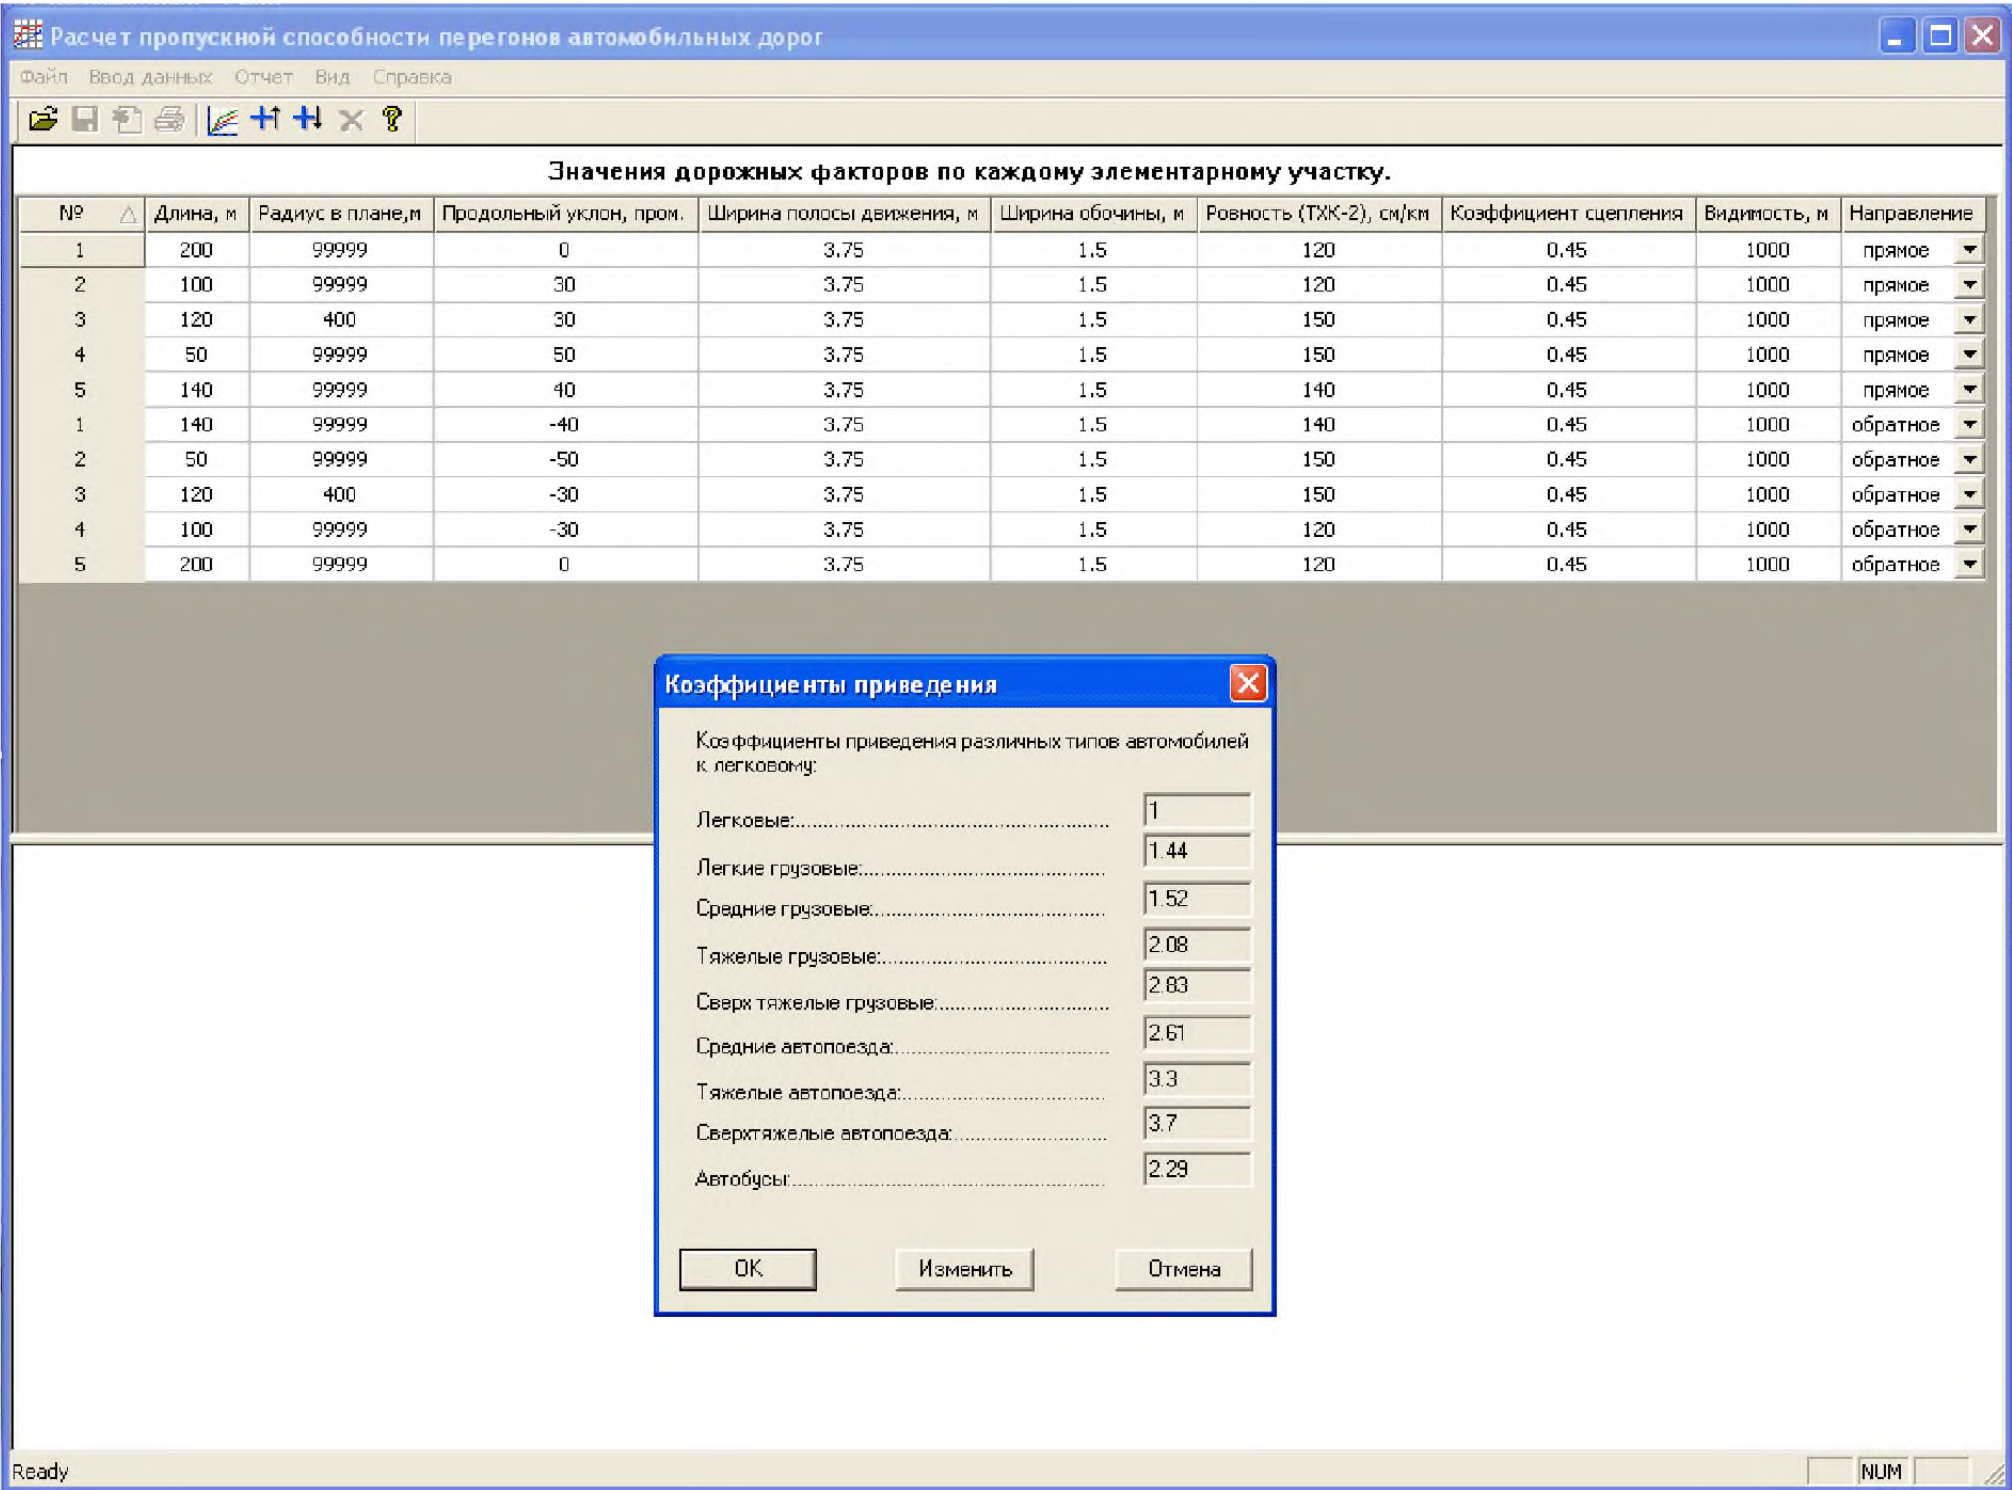 Расчет пропускной способности перегонов автомобильных дорог
Файл Ввод данных Отчет Вид Справка
Значения дорожных факторов по каждому элементарному участку.
№ Длина, м Радиус в плане,м Продольный уклон, пром. Ширина полосы движения, м Ширина обочины, м Ровность (ТХК-2), см/км Коэффициент сцепления Видимость, м Направление
1 200 99999 0 3.75 1.5 120 0.45 1000 прямое
2 100 99999 30 3.75 1.5 120 0.45 1000 прямое
3 120 400 30 3.75 1.5 150 0.45 1000 прямое
4 50 99999 50 3.75 1.5 150 0.45 1000 прямое
5 140 99999 40 3.75 1.5 140 0.45 1000 прямое
1 140 99999 -40 3.75 1.5 140 0.45 1000 обратное
2 50 99999 -50 3.75 1.5 150 0.45 1000 обратное
3 120 400 -30 3.75 1.5 150 0.45 1000 обратное
4 100 99999 -30 3.75 1.5 120 0.45 1000 обратное
5 200 99999 0 3.75 1.5 120 0.45 1000 обратное
Коэффициенты приведения
Коэффициенты приведения различных типов автомобилей
к легковому:
Легковые: 1
Легкие грузовые: 1.44
Средние грузовые: 1.52
Тяжелые грузовые: 2.08
Сверх тяжелые грузовые: 2.83
Средние автопоезда: 2.61
Тяжелые автопоезда: 3.3
Сверхтяжелые автопоезда: 3.7
Автобусы: 2.29
OK Изменить Отмена
Ready NUM